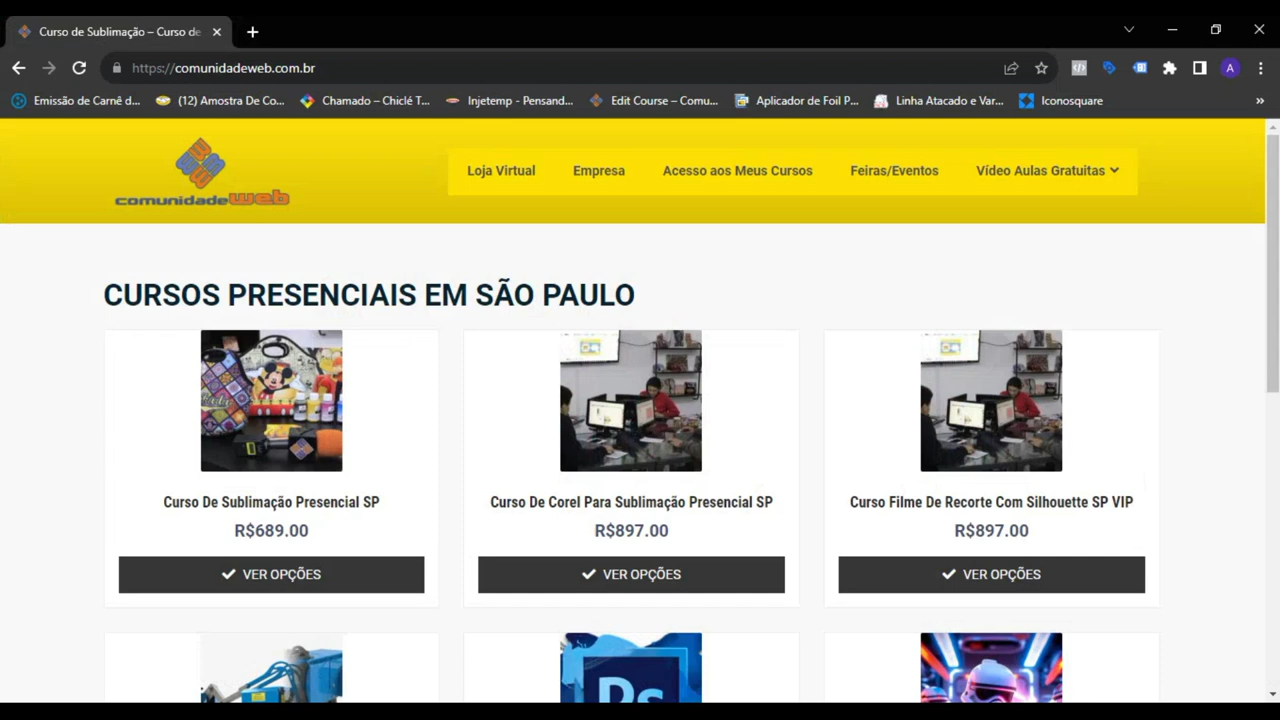 Curso de Sublimação – Curso de
https://comunidadeweb.com.br
A
Emissão de Carnê d...
(12) Amostra De Co...
Chamado – Chiclé T...
Injetemp - Pensand...
Edit Course – Comu...
Aplicador de Foil P...
Linha Atacado e Var...
Iconosquare
comunidadeweb
Loja Virtual
Empresa
Acesso aos Meus Cursos
Feiras/Eventos
Vídeo Aulas Gratuitas
CURSOS PRESENCIAIS EM SÃO PAULO
Curso De Sublimação Presencial SP
R$689.00
VER OPÇÕES
Curso De Corel Para Sublimação Presencial SP
R$897.00
VER OPÇÕES
Curso Filme De Recorte Com Silhouette SP VIP
R$897.00
VER OPÇÕES
Ps